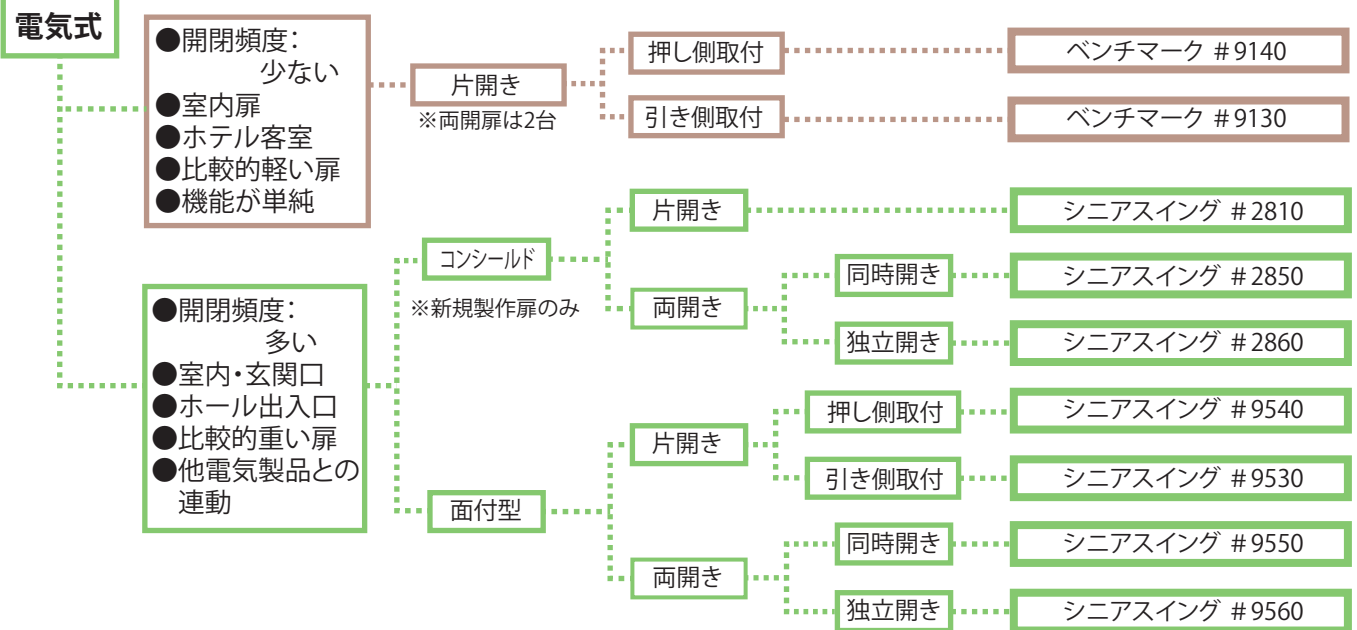 電気式
●開閉頻度：
少ない
●室内扉
●ホテル客室
●比較的軽い扉
●機能が単純
片開き
※両開扉は2台
押し側取付
ベンチマーク #9140
引き側取付
ベンチマーク #9130
●開閉頻度：
多い
●室内・玄関口
●ホール出入口
●比較的重い扉
●他電気製品との
連動
コンシールド
※新規製作扉のみ
片開き
シニアスイング #2810
両開き
同時開き
シニアスイング #2850
独立開き
シニアスイング #2860
面付型
片開き
押し側取付
シニアスイング #9540
引き側取付
シニアスイング #9530
両開き
同時開き
シニアスイング #9550
独立開き
シニアスイング #9560